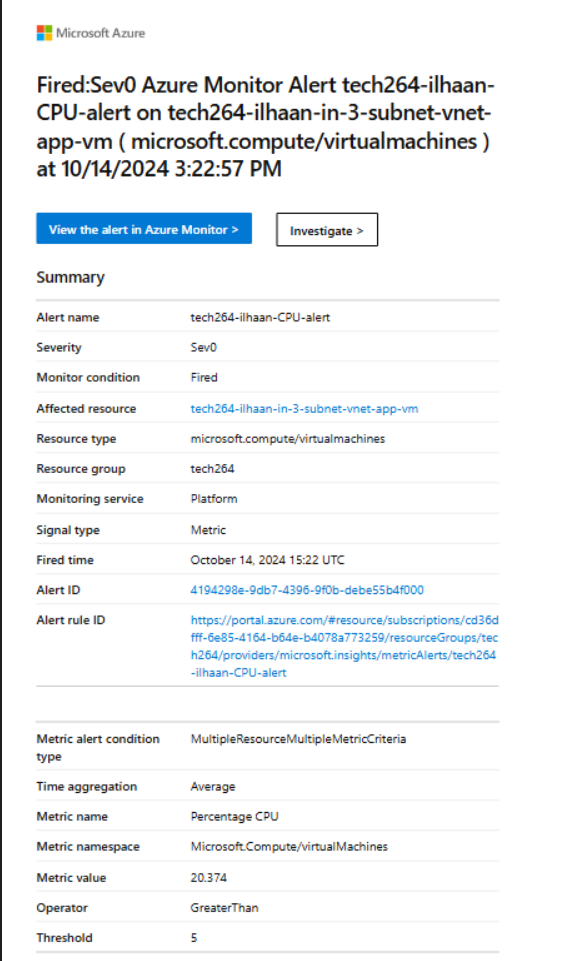 Microsoft Azure
Fired:Sev0 Azure Monitor Alert tech264-ilhaan-
CPU-alert on tech264-ilhaan-in-3-subnet-vnet-
app-vm ( microsoft.compute/virtualmachines )
at 10/14/2024 3:22:57 PM
View the alert in Azure Monitor > Investigate >
Summary
Alert name tech264-ilhaan-CPU-alert
Severity Sev0
Monitor condition Fired
Affected resource tech264-ilhaan-in-3-subnet-vnet-app-vm
Resource type microsoft.compute/virtualmachines
Resource group tech264
Monitoring service Platform
Signal type Metric
Fired time October 14, 2024 15:22 UTC
Alert ID 4194298e-9db7-4396-9f0b-debe55b4f000
Alert rule ID https://portal.azure.com/#resource/subscriptions/cd36d
fff-6e85-4164-b64e-b4078a773259/resourceGroups/tec
h264/providers/microsoft.insights/metricAlerts/tech264
-ilhaan-CPU-alert
Metric alert condition MultipleResourceMultipleMetricCriteria
type
Time aggregation Average
Metric name Percentage CPU
Metric namespace Microsoft.Compute/virtualMachines
Metric value 20.374
Operator GreaterThan
Threshold 5